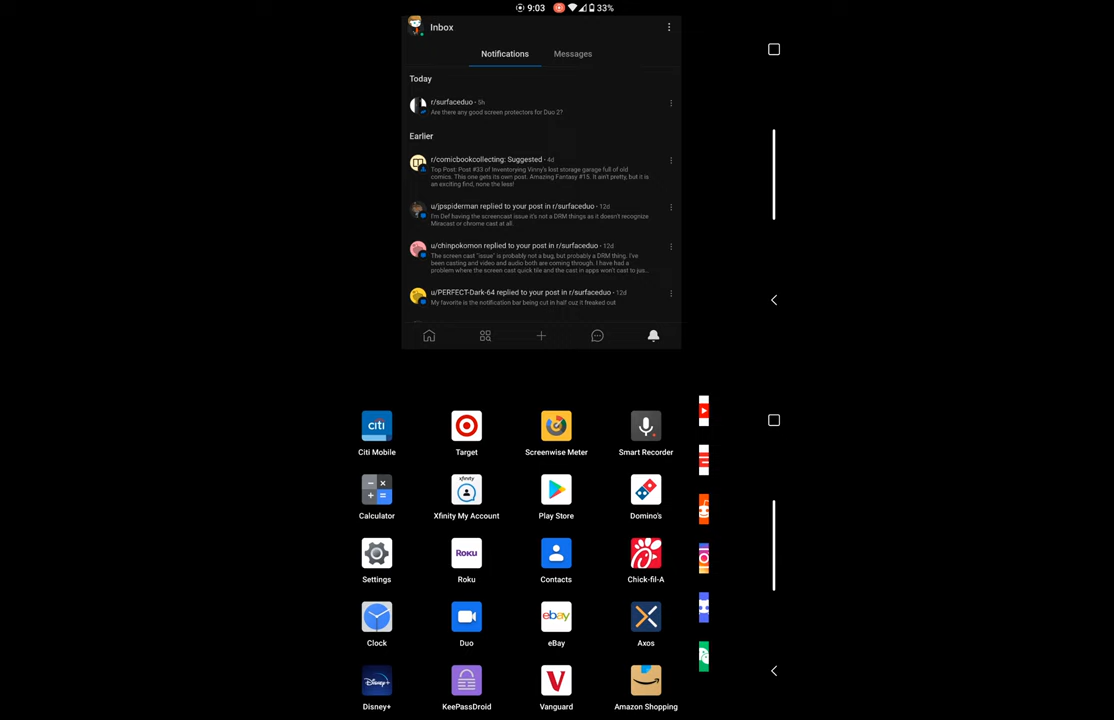 9:03 33%
Inbox
Notifications Messages
Today
r/surfaceduo · 5h
Are there any good screen protectors for Duo 2?
Earlier
r/comicbookcollecting: Suggested · 4d
Top Post: Post #33 of Inventorying Vinny's lost storage garage full of old
comics. This one gets its own post. Amazing Fantasy #15. It ain't pretty, but it is
an exciting find, none the less!
u/jpspiderman replied to your post in r/surfaceduo · 12d
I'm Def having the screencast issue it's not a DRM things as it doesn't recognize
Miracast or chrome cast at all.
u/chinpokomon replied to your post in r/surfaceduo · 12d
The screen cast "issue" is probably not a bug, but probably a DRM thing. I've
been casting and video and audio both are coming through. I have had a
problem where the screen cast quick tile and the cast in apps won't cast to jus...
u/PERFECT-Dark-64 replied to your post in r/surfaceduo · 12d
My favorite is the notification bar being cut in half cuz it freaked out
citi
Citi Mobile Target Screenwise Meter Smart Recorder
xfinity
Calculator Xfinity My Account Play Store Domino's
Roku
Settings Roku Contacts Chick-fil-A
ebay
Clock Duo eBay Axos
Disney+
Disney+ KeePassDroid Vanguard Amazon Shopping